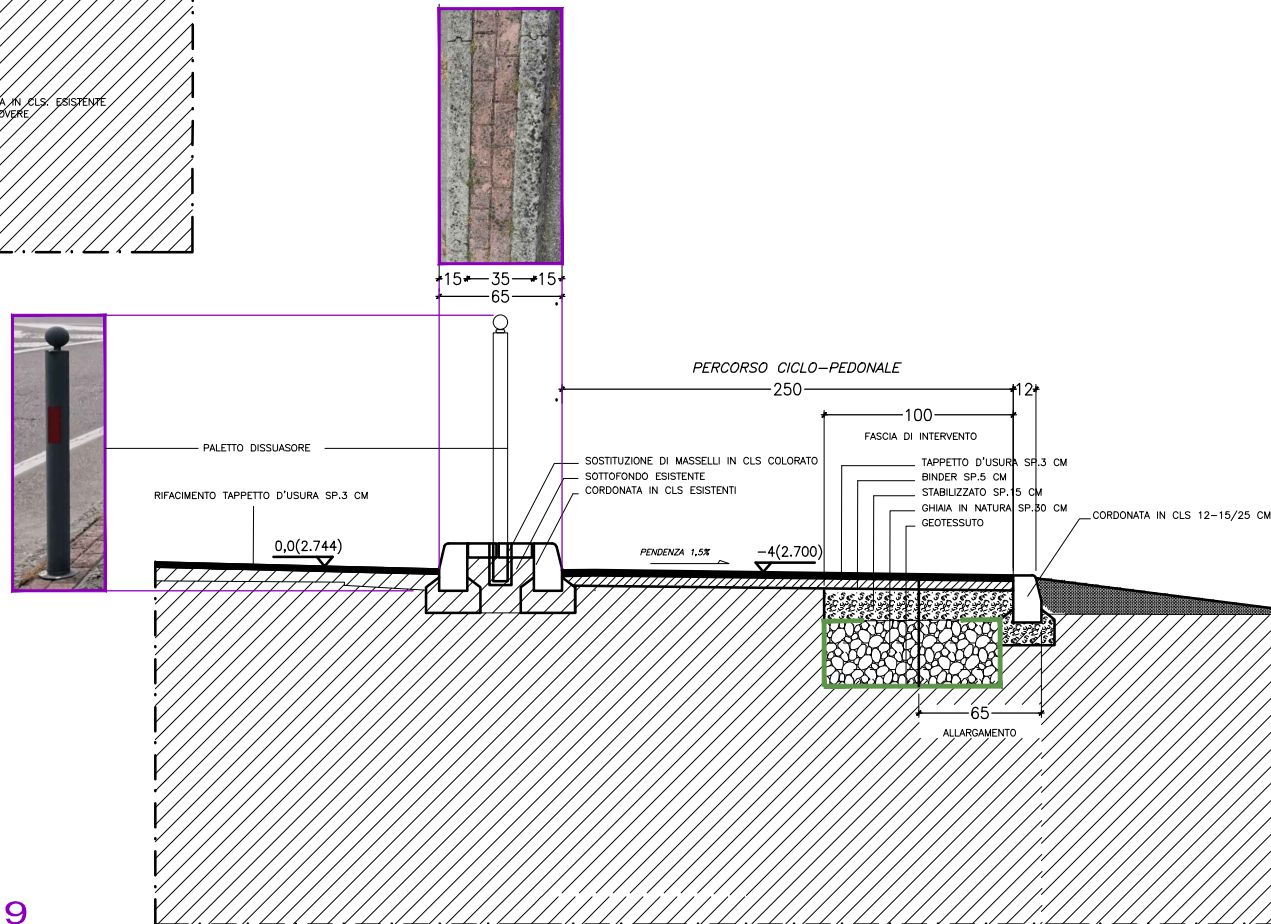 A IN CLS. ESISTENTE
OVERE
15 35 15
65
PERCORSO CICLO-PEDONALE
250 12
100
FASCIA DI INTERVENTO
PALETTO DISSUASORE
SOSTITUZIONE DI MASSELLI IN CLS COLORATO
SOTTOFONDO ESISTENTE
CORDONATA IN CLS ESISTENTI
TAPPETTO D'USURA SP.3 CM
BINDER SP.5 CM
STABILIZZATO SP.15 CM
GHIAIA IN NATURA SP.30 CM
GEOTESSUTO
RIFACIMENTO TAPPETTO D'USURA SP.3 CM
CORDONATA IN CLS 12-15/25 CM
0,0(2.744)
PENDENZA 1,5%
-4(2.700)
65
ALLARGAMENTO
9